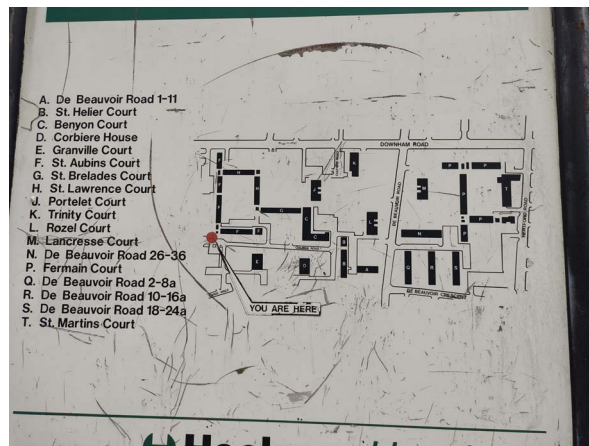 A. De Beauvoir Road 1-11
B. St. Helier Court
C. Benyon Court
D. Corbiere House
E. Granville Court
F. St. Aubins Court
G. St. Brelades Court
H. St. Lawrence Court
J. Portelet Court
K. Trinity Court
L. Rozel Court
M. Lancresse Court
N. De Beauvoir Road 26-36
P. Fermain Court
Q. De Beauvoir Road 2-8a
R. De Beauvoir Road 10-16a
S. De Beauvoir Road 18-24a
T. St. Martins Court
DOWNHAM ROAD
DE BEAUVOIR ROAD
HERTFORD ROAD
DE BEAUVOIR CRESCENT
YOU ARE HERE